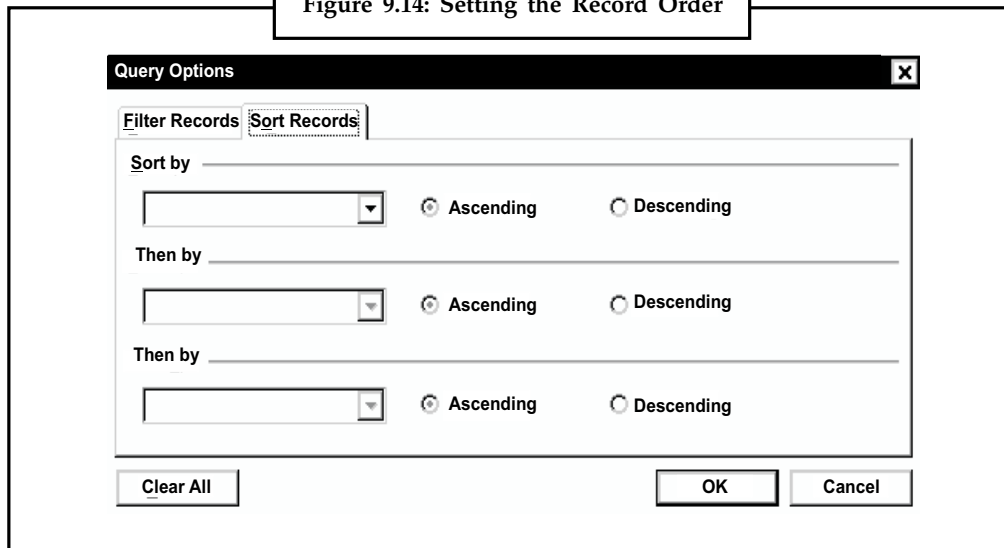 Figure 9.14: Setting the Record Order
Query Options
Filter Records Sort Records
Sort by
Ascending Descending
Then by
Ascending Descending
Then by
Ascending Descending
Clear All OK Cancel